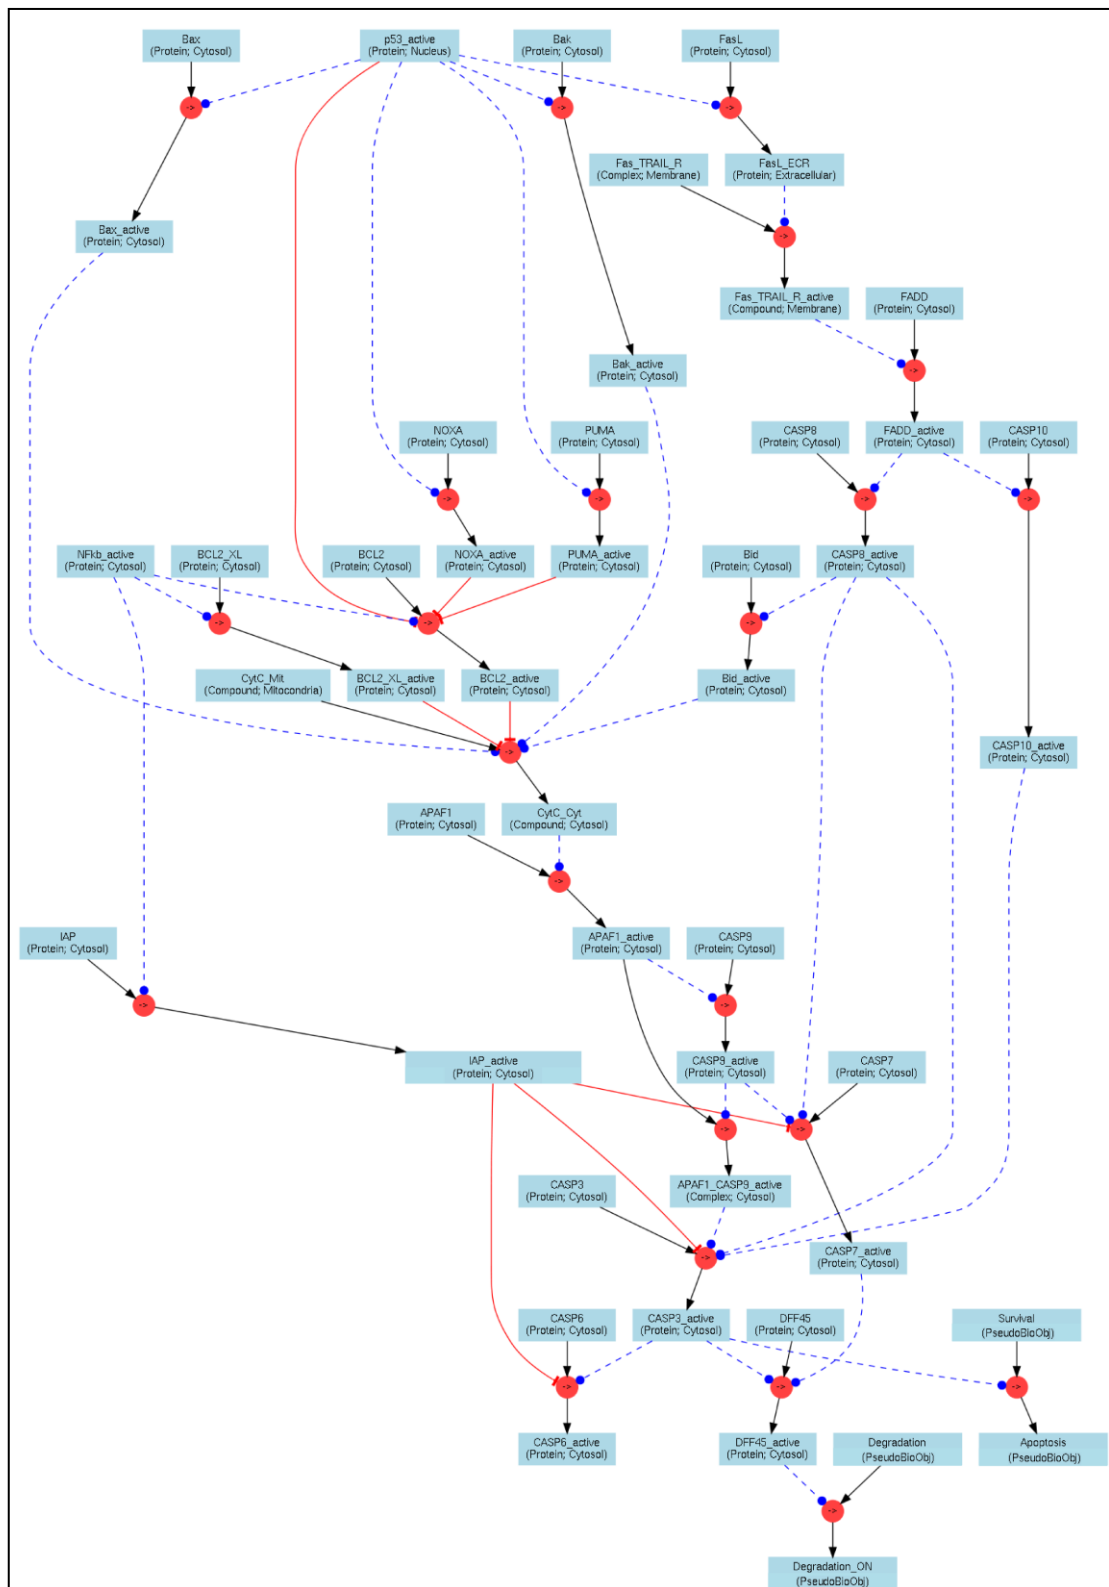 Bax
(Protein; Cytosol)
p53_active
(Protein; Nucleus)
Bak
(Protein; Cytosol)
FasL
(Protein; Cytosol)
->
->
->
Fas_TRAIL_R
(Complex; Membrane)
FasL_ECR
(Protein; Extracellular)
Bax_active
(Protein; Cytosol)
->
Fas_TRAIL_R_active
(Compound; Membrane)
FADD
(Protein; Cytosol)
Bak_active
(Protein; Cytosol)
->
NOXA
(Protein; Cytosol)
PUMA
(Protein; Cytosol)
CASP8
(Protein; Cytosol)
FADD_active
(Protein; Cytosol)
CASP10
(Protein; Cytosol)
->
->
->
->
NFkb_active
(Protein; Cytosol)
BCL2_XL
(Protein; Cytosol)
BCL2
(Protein; Cytosol)
NOXA_active
(Protein; Cytosol)
PUMA_active
(Protein; Cytosol)
Bid
(Protein; Cytosol)
CASP8_active
(Protein; Cytosol)
->
->
->
CytC_Mit
(Compound; Mitocondria)
BCL2_XL_active
(Protein; Cytosol)
BCL2_active
(Protein; Cytosol)
Bid_active
(Protein; Cytosol)
->
CASP10_active
(Protein; Cytosol)
APAF1
(Protein; Cytosol)
CytC_Cyt
(Compound; Cytosol)
->
IAP
(Protein; Cytosol)
APAF1_active
(Protein; Cytosol)
CASP9
(Protein; Cytosol)
->
->
IAP_active
(Protein; Cytosol)
CASP9_active
(Protein; Cytosol)
CASP7
(Protein; Cytosol)
->
->
CASP3
(Protein; Cytosol)
APAF1_CASP9_active
(Complex; Cytosol)
->
CASP7_active
(Protein; Cytosol)
CASP6
(Protein; Cytosol)
CASP3_active
(Protein; Cytosol)
DFF45
(Protein; Cytosol)
Survival
(PseudoBioObj)
->
->
->
CASP6_active
(Protein; Cytosol)
DFF45_active
(Protein; Cytosol)
Degradation
(PseudoBioObj)
Apoptosis
(PseudoBioObj)
->
Degradation_ON
(PseudoBioObj)